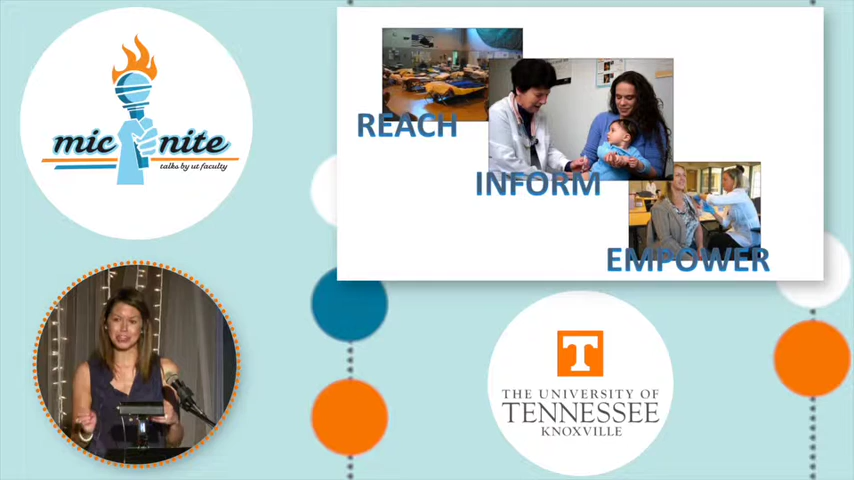 mic nite
talks by ut faculty
REACH
INFORM
EMPOWER
T
THE UNIVERSITY OF
TENNESSEE
KNOXVILLE